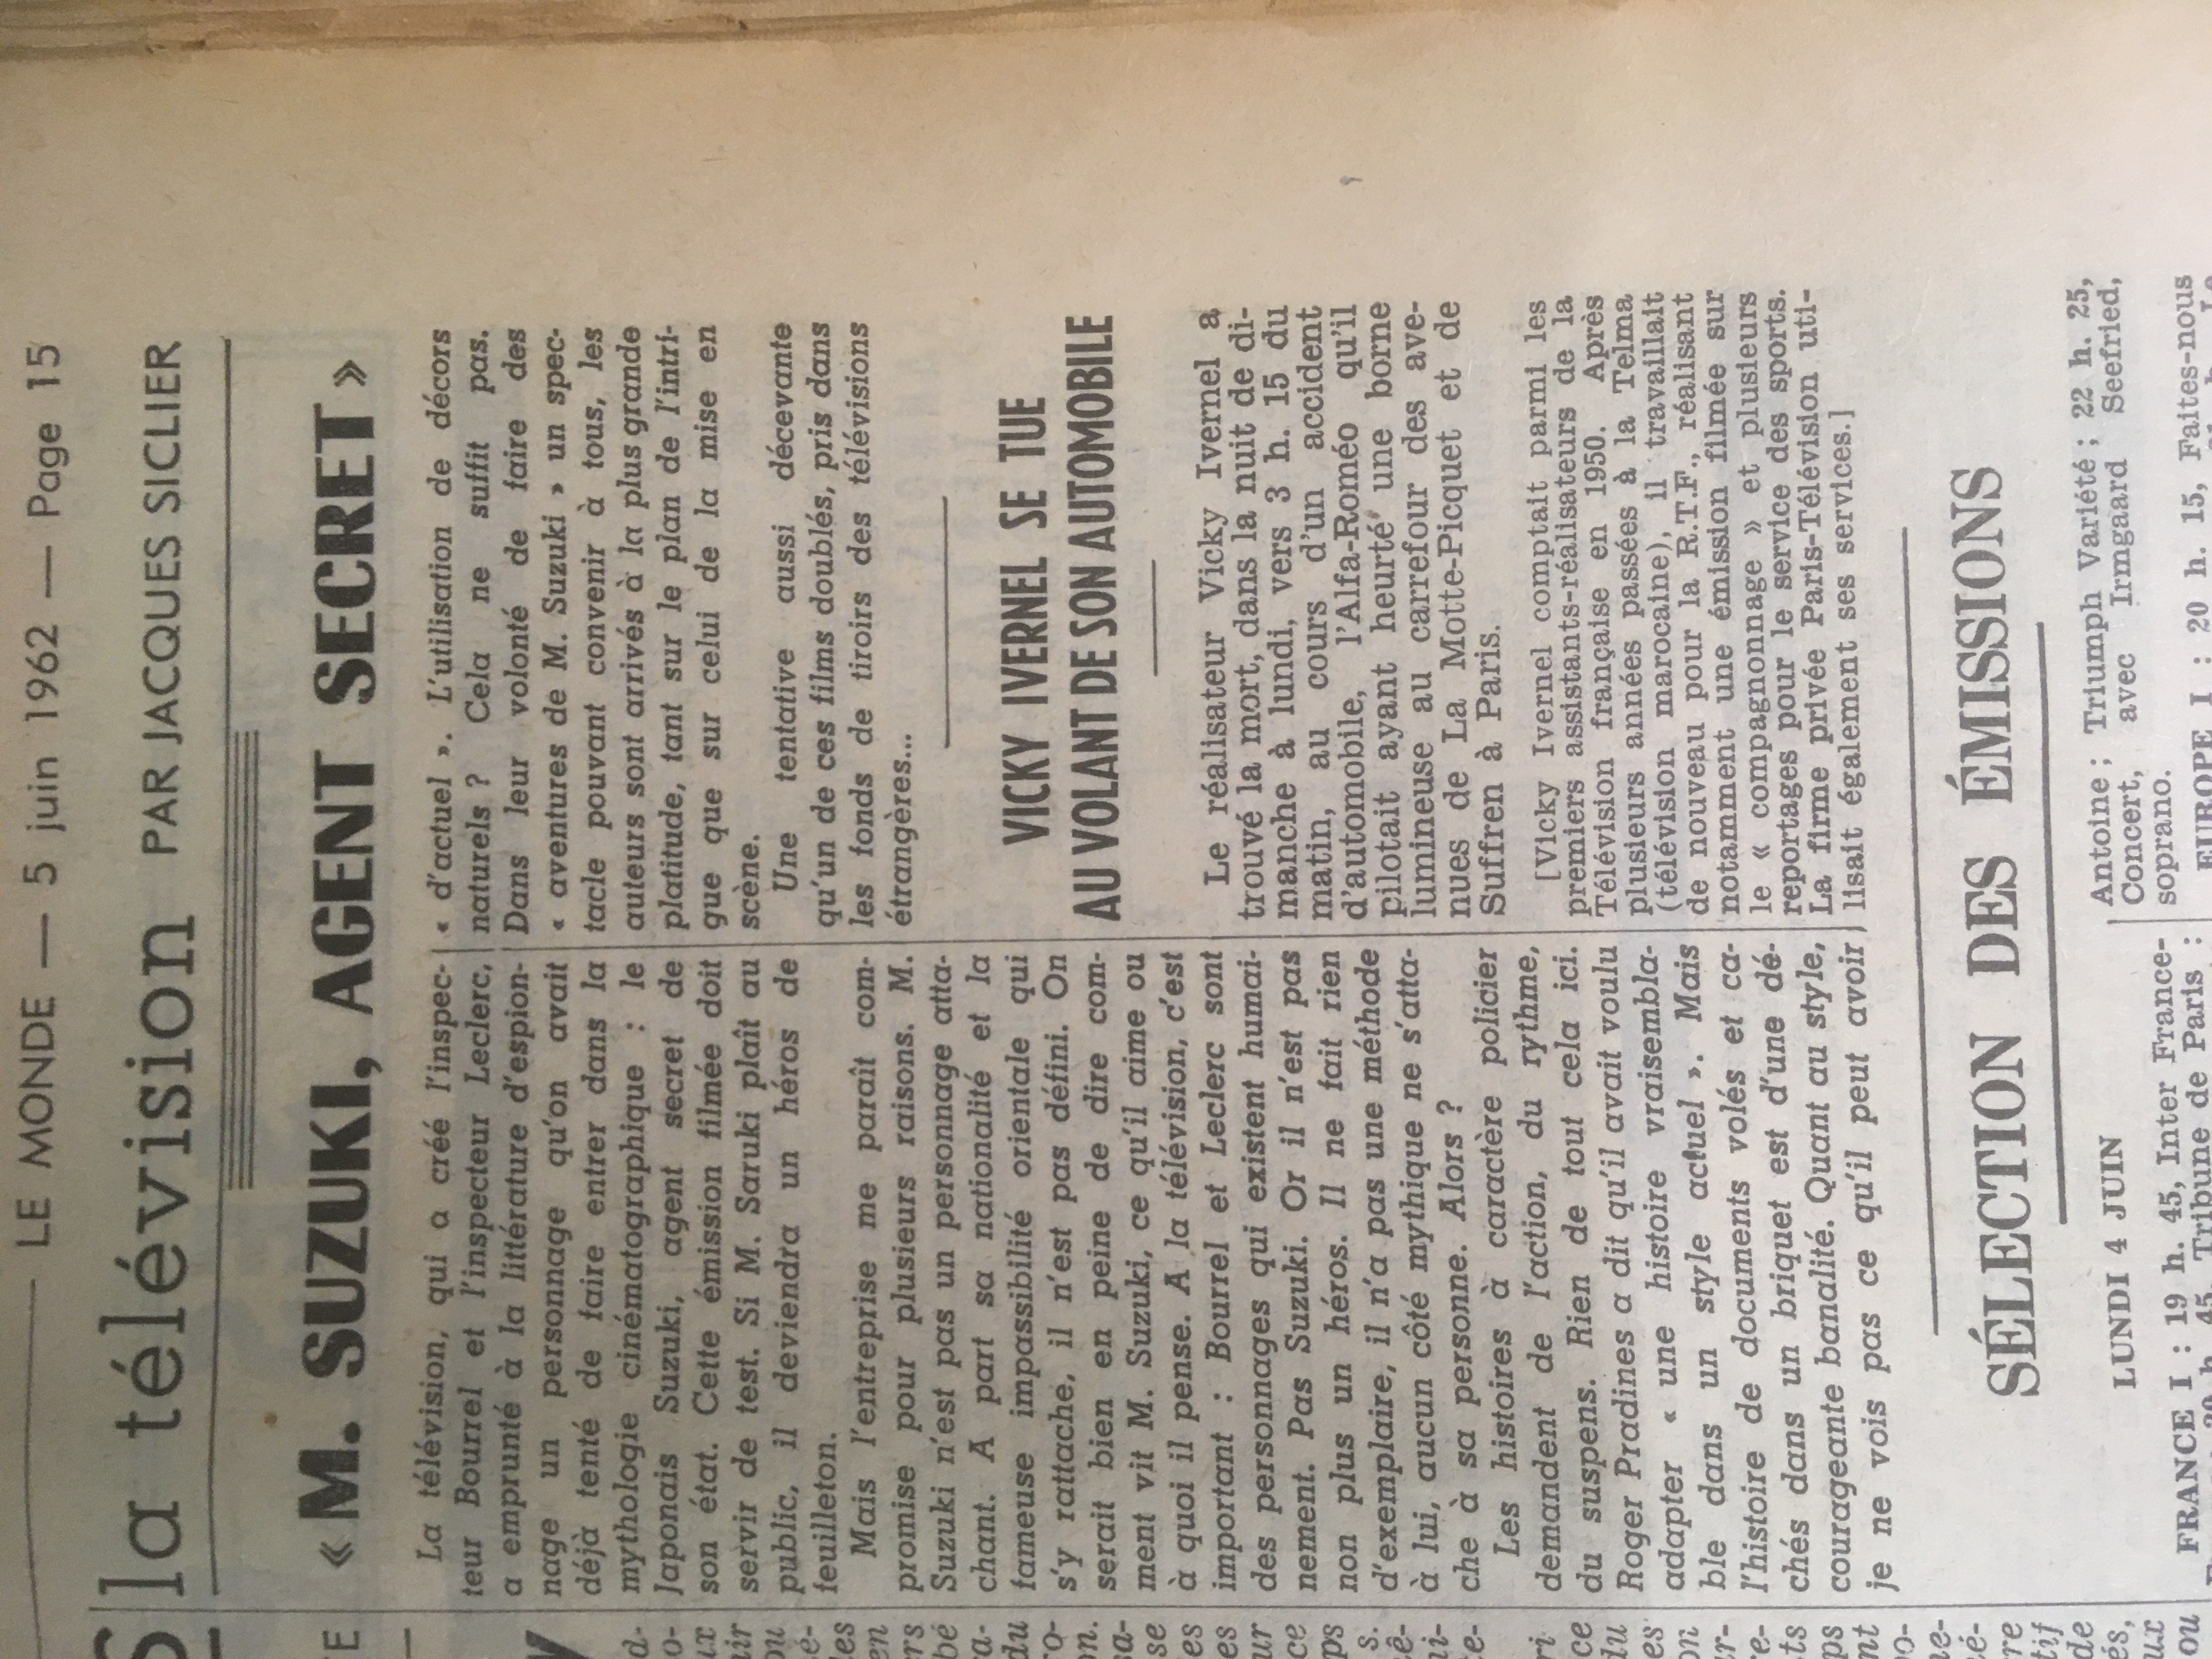 LE MONDE — 5 juin 1962 — Page 15
la télévision PAR JACQUES SICLIER
« M. SUZUKI, AGENT SECRET »
La télévision, qui a créé l'inspec-
teur Bourrel et l'inspecteur Leclerc,
a emprunté à la littérature d'espion-
nage un personnage qu'on avait
déjà tenté de faire entrer dans la
mythologie cinématographique : le
Japonais Suzuki, agent secret de
son état. Cette émission filmée doit
servir de test. Si M. Saruki plaît au
public, il deviendra un héros de
feuilleton.
Mais l'entreprise me paraît com-
promise pour plusieurs raisons. M.
Suzuki n'est pas un personnage atta-
chant. A part sa nationalité et la
fameuse impassibilité orientale qui
s'y rattache, il n'est pas défini. On
serait bien en peine de dire com-
ment vit M. Suzuki, ce qu'il aime ou
à quoi il pense. A la télévision, c'est
important : Bourrel et Leclerc sont
des personnages qui existent humai-
nement. Pas Suzuki. Or il n'est pas
non plus un héros. Il ne fait rien
d'exemplaire, il n'a pas une méthode
à lui, aucun côté mythique ne s'atta-
che à sa personne. Alors ?
Les histoires à caractère policier
demandent de l'action, du rythme,
du suspens. Rien de tout cela ici.
Roger Pradines a dit qu'il avait voulu
adapter « une histoire vraisembla-
ble dans un style actuel ». Mais
l'histoire de documents volés et ca-
chés dans un briquet est d'une dé-
courageante banalité. Quant au style,
je ne vois pas ce qu'il peut avoir
« d'actuel ». L'utilisation de décors
naturels ? Cela ne suffit pas.
Dans leur volonté de faire des
« aventures de M. Suzuki » un spec-
tacle pouvant convenir à tous, les
auteurs sont arrivés à la plus grande
platitude, tant sur le plan de l'intri-
gue que sur celui de la mise en
scène.
Une tentative aussi décevante
qu'un de ces films doublés, pris dans
les fonds de tiroirs des télévisions
étrangères...
VICKY IVERNEL SE TUE
AU VOLANT DE SON AUTOMOBILE
Le réalisateur Vicky Ivernel a
trouvé la mort, dans la nuit de di-
manche à lundi, vers 3 h. 15 du
matin, au cours d'un accident
d'automobile, l'Alfa-Roméo qu'il
pilotait ayant heurté une borne
lumineuse au carrefour des ave-
nues de La Motte-Picquet et de
Suffren à Paris.
[Vicky Ivernel comptait parmi les
premiers assistants-réalisateurs de la
Télévision française en 1950. Après
plusieurs années passées à la Telma
(télévision marocaine), il travaillait
de nouveau pour la R.T.F., réalisant
notamment une émission filmée sur
le « compagnonnage » et plusieurs
reportages pour le service des sports.
La firme privée Paris-Télévision uti-
lisait également ses services.]
SÉLECTION DES ÉMISSIONS
LUNDI 4 JUIN
FRANCE I : 19 h. 45, Inter France-
45, Tribune de Paris :
Antoine ; Triumph Variété ; 22 h. 25,
Concert, avec Irmgaard Seefried,
soprano.
EUROPE I : 20 h. 15, Faites-nous